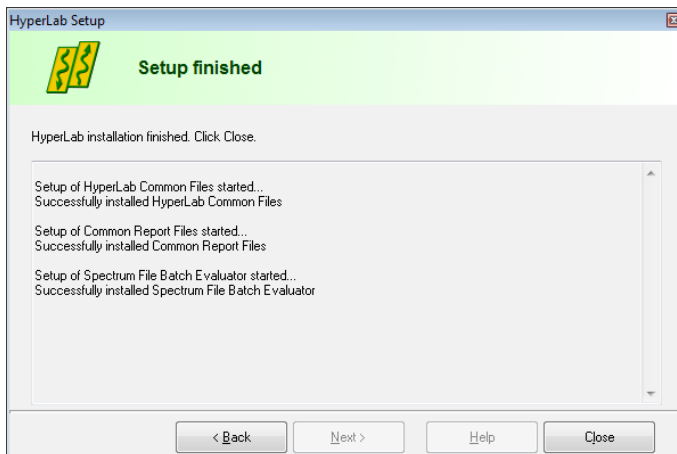 HyperLab Setup
Setup finished
HyperLab installation finished. Click Close.
Setup of HyperLab Common Files started...
Successfully installed HyperLab Common Files
Setup of Common Report Files started...
Successfully installed Common Report Files
Setup of Spectrum File Batch Evaluator started...
Successfully installed Spectrum File Batch Evaluator
< Back Next > Help Close